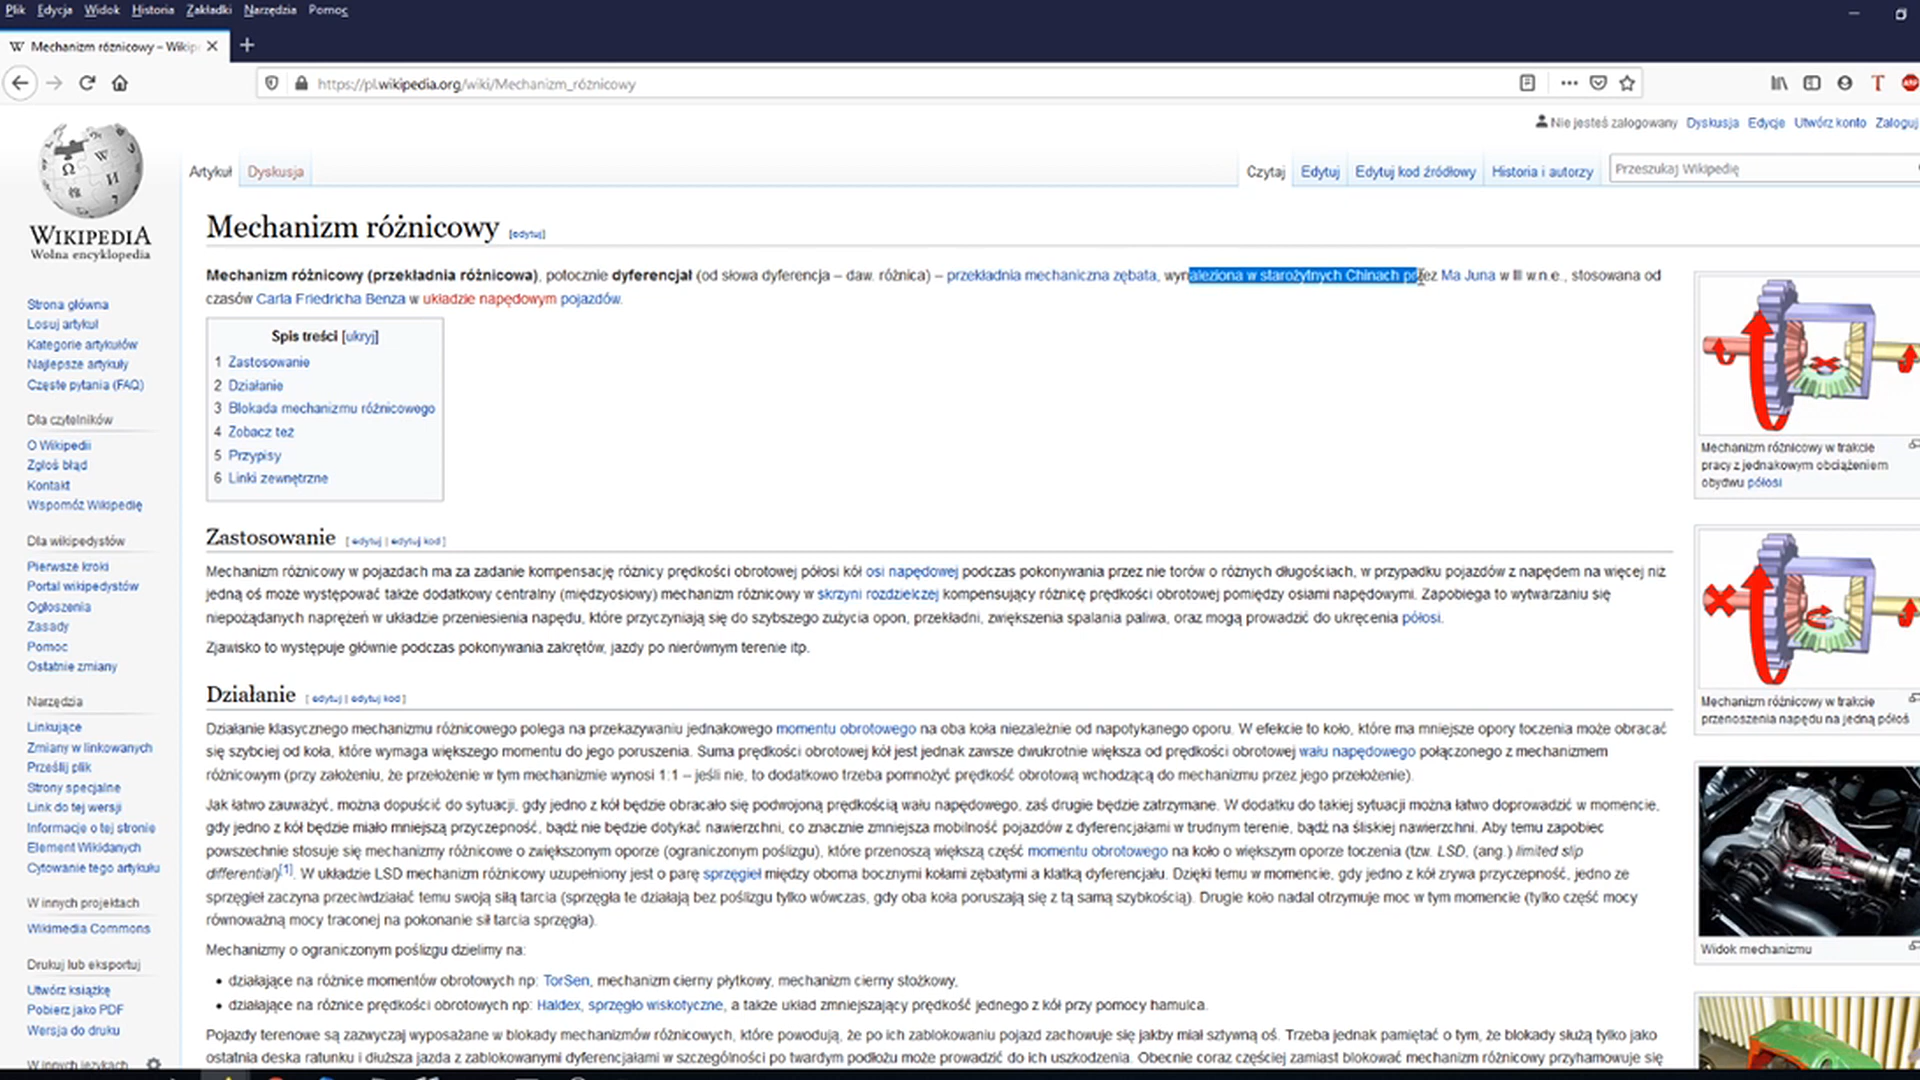 Plik Edycja Widok Historia Zakładki Narzędzia Pomoc
Mechanizm różnicowy – Wikip
https://pl.wikipedia.org/wiki/Mechanizm_różnicowy
Nie jesteś zalogowany Dyskusja Edycje Utwórz konto Zaloguj
Artykuł Dyskusja Czytaj Edytuj Edytuj kod źródłowy Historia i autorzy Przeszukaj Wikipedię
WIKIPEDIA
Wolna encyklopedia
Strona główna
Losuj artykuł
Kategorie artykułów
Najlepsze artykuły
Częste pytania (FAQ)
Dla czytelników
O Wikipedii
Zgłoś błąd
Kontakt
Wspomóż Wikipedię
Dla wikipedystów
Pierwsze kroki
Portal wikipedystów
Ogłoszenia
Zasady
Pomoc
Ostatnie zmiany
Narzędzia
Linkujące
Zmiany w linkowanych
Prześlij plik
Strony specjalne
Link do tej wersji
Informacje o tej stronie
Element Wikidanych
Cytowanie tego artykułu
W innych projektach
Wikimedia Commons
Drukuj lub eksportuj
Utwórz książkę
Pobierz jako PDF
Wersja do druku
W innych językach
Mechanizm różnicowy [edytuj]
Mechanizm różnicowy (przekładnia różnicowa), potocznie dyferencjał (od słowa dyferencja – daw. różnica) – przekładnia mechaniczna zębata, wynaleziona w starożytnych Chinach przez Ma Juna w III w.n.e., stosowana od
czasów Carla Friedricha Benza w układzie napędowym pojazdów.
Spis treści [ukryj]
1 Zastosowanie
2 Działanie
3 Blokada mechanizmu różnicowego
4 Zobacz też
5 Przypisy
6 Linki zewnętrzne
Zastosowanie [ edytuj | edytuj kod ]
Mechanizm różnicowy w pojazdach ma za zadanie kompensację różnicy prędkości obrotowej półosi kół osi napędowej podczas pokonywania przez nie torów o różnych długościach, w przypadku pojazdów z napędem na więcej niż
jedną oś może występować także dodatkowy centralny (międzyosiowy) mechanizm różnicowy w skrzyni rozdzielczej kompensujący różnicę prędkości obrotowej pomiędzy osiami napędowymi. Zapobiega to wytwarzaniu się
niepożądanych naprężeń w układzie przeniesienia napędu, które przyczyniają się do szybszego zużycia opon, przekładni, zwiększenia spalania paliwa, oraz mogą prowadzić do ukręcenia półosi.
Zjawisko to występuje głównie podczas pokonywania zakrętów, jazdy po nierównym terenie itp.
Działanie [ edytuj | edytuj kod ]
Działanie klasycznego mechanizmu różnicowego polega na przekazywaniu jednakowego momentu obrotowego na oba koła niezależnie od napotykanego oporu. W efekcie to koło, które ma mniejsze opory toczenia może obracać
się szybciej od koła, które wymaga większego momentu do jego poruszenia. Suma prędkości obrotowej kół jest jednak zawsze dwukrotnie większa od prędkości obrotowej wału napędowego połączonego z mechanizmem
różnicowym (przy założeniu, że przełożenie w tym mechanizmie wynosi 1:1 – jeśli nie, to dodatkowo trzeba pomnożyć prędkość obrotową wchodzącą do mechanizmu przez jego przełożenie).
Jak łatwo zauważyć, można dopuścić do sytuacji, gdy jedno z kół będzie obracało się podwojoną prędkością wału napędowego, zaś drugie będzie zatrzymane. W dodatku do takiej sytuacji można łatwo doprowadzić w momencie,
gdy jedno z kół będzie miało mniejszą przyczepność, bądź nie będzie dotykać nawierzchni, co znacznie zmniejsza mobilność pojazdów z dyferencjałami w trudnym terenie, bądź na śliskiej nawierzchni. Aby temu zapobiec
powszechnie stosuje się mechanizmy różnicowe o zwiększonym oporze (ograniczonym poślizgu), które przenoszą większą część momentu obrotowego na koło o większym oporze toczenia (tzw. LSD, (ang.) limited slip
differential)[1]. W układzie LSD mechanizm różnicowy uzupełniony jest o parę sprzęgieł między oboma bocznymi kołami zębatymi a klatką dyferencjału. Dzięki temu w momencie, gdy jedno z kół zrywa przyczepność, jedno ze
sprzęgieł zaczyna przeciwdziałać temu swoją siłą tarcia (sprzęgła te działają bez poślizgu tylko wówczas, gdy oba koła poruszają się z tą samą szybkością). Drugie koło nadal otrzymuje moc w tym momencie (tylko część mocy
równoważną mocy traconej na pokonanie sił tarcia sprzęgła).
Mechanizmy o ograniczonym poślizgu dzielimy na:
• działające na różnice momentów obrotowych np: TorSen, mechanizm cierny płytkowy, mechanizm cierny stożkowy,
• działające na różnice prędkości obrotowych np: Haldex, sprzęgło wiskotyczne, a także układ zmniejszający prędkość jednego z kół przy pomocy hamulca.
Pojazdy terenowe są zazwyczaj wyposażane w blokady mechanizmów różnicowych, które powodują, że po ich zablokowaniu pojazd zachowuje się jakby miał sztywną oś. Trzeba jednak pamiętać o tym, że blokady służą tylko jako
ostatnia deska ratunku i dłuższa jazda z zablokowanymi dyferencjałami w szczególności po twardym podłożu może prowadzić do ich uszkodzenia. Obecnie coraz częściej zamiast blokować mechanizm różnicowy przyhamowuje się
Mechanizm różnicowy w trakcie
pracy z jednakowym obciążeniem
obydwu półosi
Mechanizm różnicowy w trakcie
przenoszenia napędu na jedną półoś
Widok mechanizmu